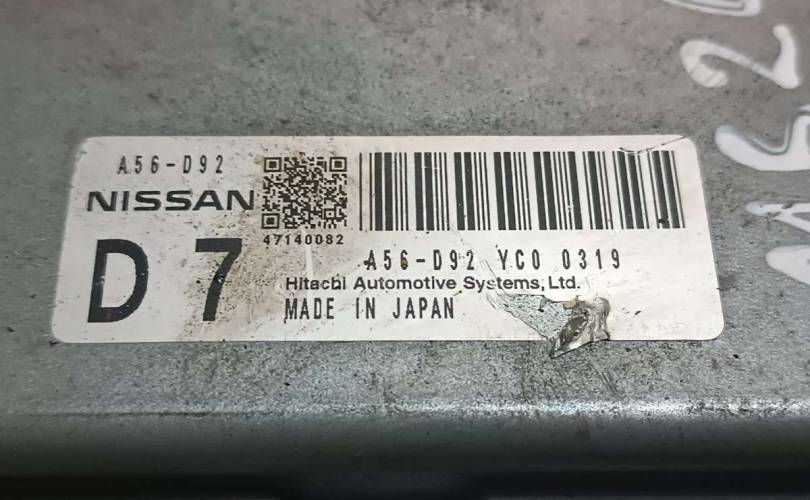 A56-D92
NISSAN
47140082
D 7
A56-D92 YC0 0319
Hitachi Automotive Systems, Ltd.
MADE IN JAPAN